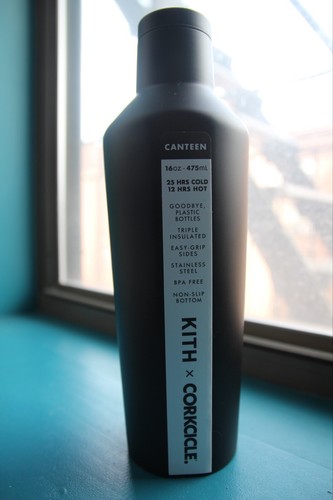 CANTEEN
16OZ - 475ML
25 HRS COLD
12 HRS HOT
GOODBYE,
PLASTIC
BOTTLES
TRIPLE
INSULATED
EASY-GRIP
SIDES
STAINLESS
STEEL
BPA FREE
NON-SLIP
BOTTOM
KITH × CORKCICLE.